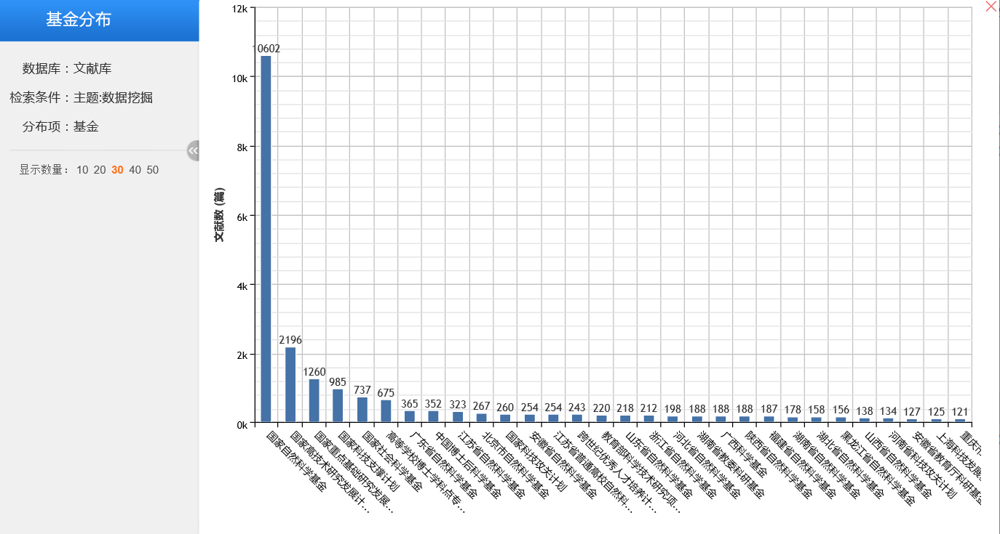 基金分布
数据库：文献库
检索条件：主题:数据挖掘
分布项：基金
显示数量： 10 20 30 40 50
文献数 (篇)
12k
10k
8k
6k
4k
2k
0k
10602
2196
1260
985
737
675
365
352
323
267
260
254
254
243
220
218
212
198
188
188
188
187
178
158
156
138
134
127
125
121
国家自然科学基金
国家高技术研究发展计...
国家重点基础研究发展...
国家科技支撑计划
国家社会科学基金
高等学校博士学科点专...
广东省自然科学基金
中国博士后科学基金
江苏省自然科学基金
北京市自然科学基金
国家科技攻关计划
安徽省自然科学基金
江苏省普通高校自然科...
跨世纪优秀人才培养计...
教育部科学技术研究项...
山东省自然科学基金
浙江省自然科学基金
河北省自然科学基金
湖南省教委科研基金
广西科学基金
陕西省自然科学基金
福建省自然科学基金
湖南省自然科学基金
湖北省自然科学基金
黑龙江省自然科学基金
山西省自然科学基金
河南省科技攻关计划
安徽省教育厅科研基金
上海科技发展
重庆市